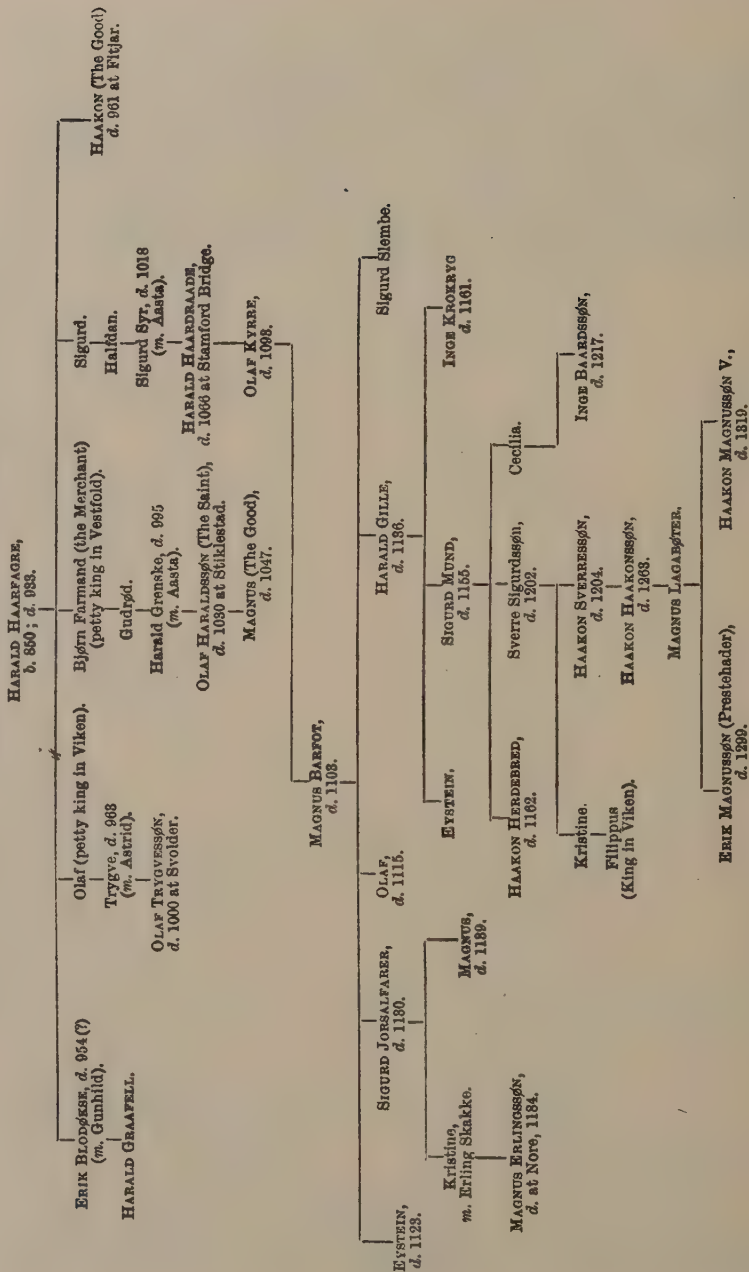 HARALD HAARFAGRE,
b. 850; d. 933.
ERIK BLODØKSE, d. 954(?)
(m. Gunhild).
HARALD GRAAFELL.
Olaf (petty king in Viken).
Trygve, d. 963
(m. Astrid).
OLAF TRYGVESSØN,
d. 1000 at Svolder.
Bjørn Farmand (the Merchant)
(petty king in Vestfold).
Gudrød.
Harald Grenske, d. 995
(m. Aasta).
OLAF HARALDSSØN (The Saint),
d. 1030 at Stiklestad.
MAGNUS (The Good),
d. 1047.
Sigurd.
Halfdan.
Sigurd Syr, d. 1018
(m. Aasta).
HARALD HAARDRAADE,
d. 1066 at Stamford Bridge.
OLAF KYRRE,
d. 1093.
HAAKON (The Good)
d. 961 at Fitjar.
MAGNUS BARFOT,
d. 1103.
EYSTEIN,
d. 1123.
SIGURD JORSALFARER,
d. 1130.
OLAF,
d. 1115.
HARALD GILLE,
d. 1136.
Sigurd Slembe.
Kristine,
m. Erling Skakke.
MAGNUS,
d. 1139.
MAGNUS ERLINGSSØN,
d. at Nore, 1184.
EYSTEIN.
SIGURD MUND,
d. 1155.
INGE KROKRYG
d. 1161.
HAAKON HERDEBRED,
d. 1162.
Sverre Sigurdssøn,
d. 1202.
Cecilia.
Kristine.
Filippus
(King in Viken).
HAAKON SVERRESSØN,
d. 1204.
INGE BAARDSSØN,
d. 1217.
HAAKON HAAKONSSØN,
d. 1263.
MAGNUS LAGABØTER.
ERIK MAGNUSSØN (Prestehader),
d. 1299.
HAAKON MAGNUSSØN V.,
d. 1319.